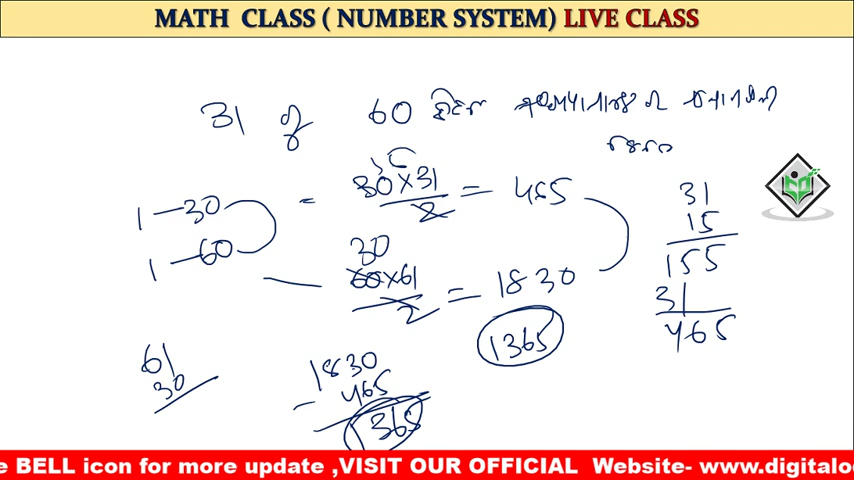 MATH CLASS ( NUMBER SYSTEM) LIVE CLASS
31 ରୁ 60
1 — 30 = 30 × 31 / 2 = 465
15
1 — 60 — 60 × 61 / 2 = 1830
30
1365
31
15
155
31
465
61
30
1830
- 465
1365
e BELL icon for more update ,VISIT OUR OFFICIAL Website- www.digitalo